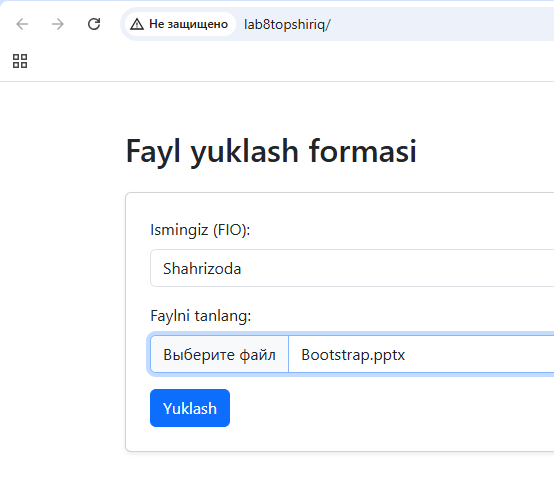 Не защищено lab8topshiriq/
Fayl yuklash formasi
Ismingiz (FIO):
Shahrizoda
Faylni tanlang:
Выберите файл Bootstrap.pptx
Yuklash